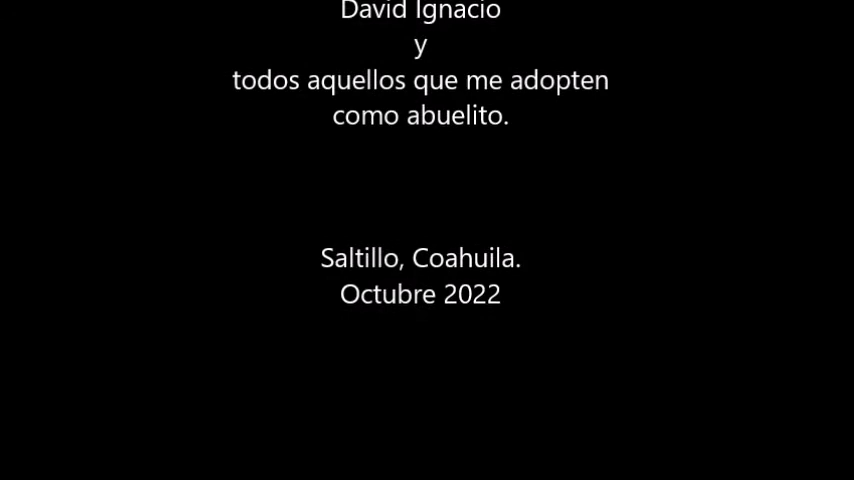 David Ignacio
y
todos aquellos que me adopten
como abuelito.
Saltillo, Coahuila.
Octubre 2022